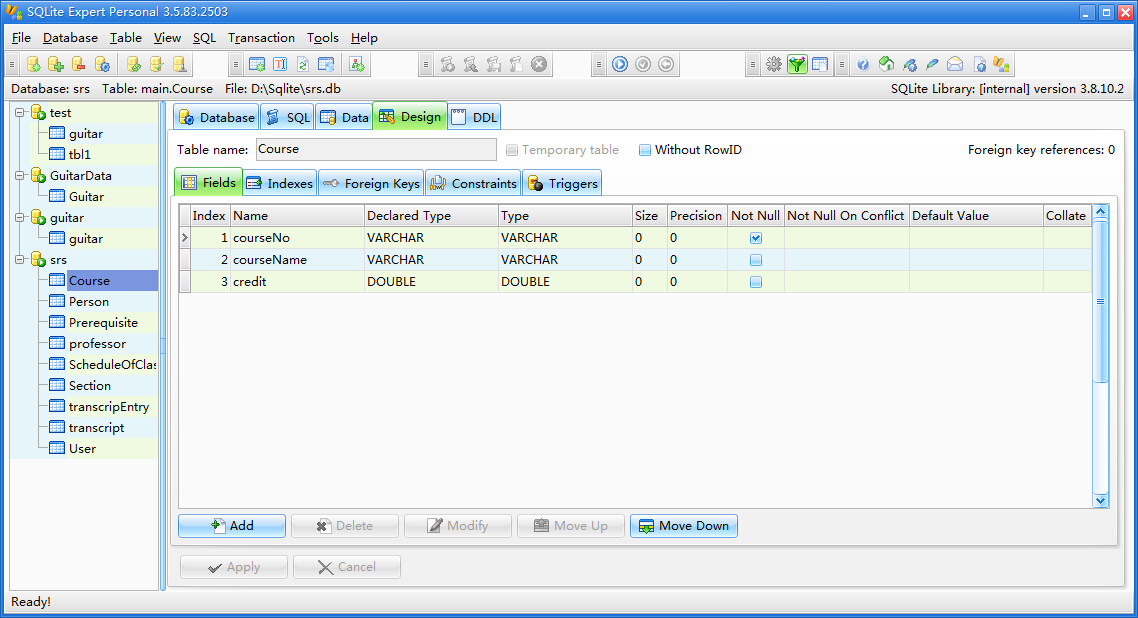 SQLite Expert Personal 3.5.83.2503
File Database Table View SQL Transaction Tools Help
Database: srs Table: main.Course File: D:\Sqlite\srs.db SQLite Library: [internal] version 3.8.10.2
test
guitar
tbl1
GuitarData
Guitar
guitar
guitar
srs
Course
Person
Prerequisite
professor
ScheduleOfClas
Section
transcripEntry
transcript
User
Database SQL Data Design DDL
Table name: Course Temporary table Without RowID Foreign key references: 0
Fields Indexes Foreign Keys Constraints Triggers
Index Name Declared Type Type Size Precision Not Null Not Null On Conflict Default Value Collate
1 courseNo VARCHAR VARCHAR 0 0
2 courseName VARCHAR VARCHAR 0 0
3 credit DOUBLE DOUBLE 0 0
Add Delete Modify Move Up Move Down
Apply Cancel
Ready!